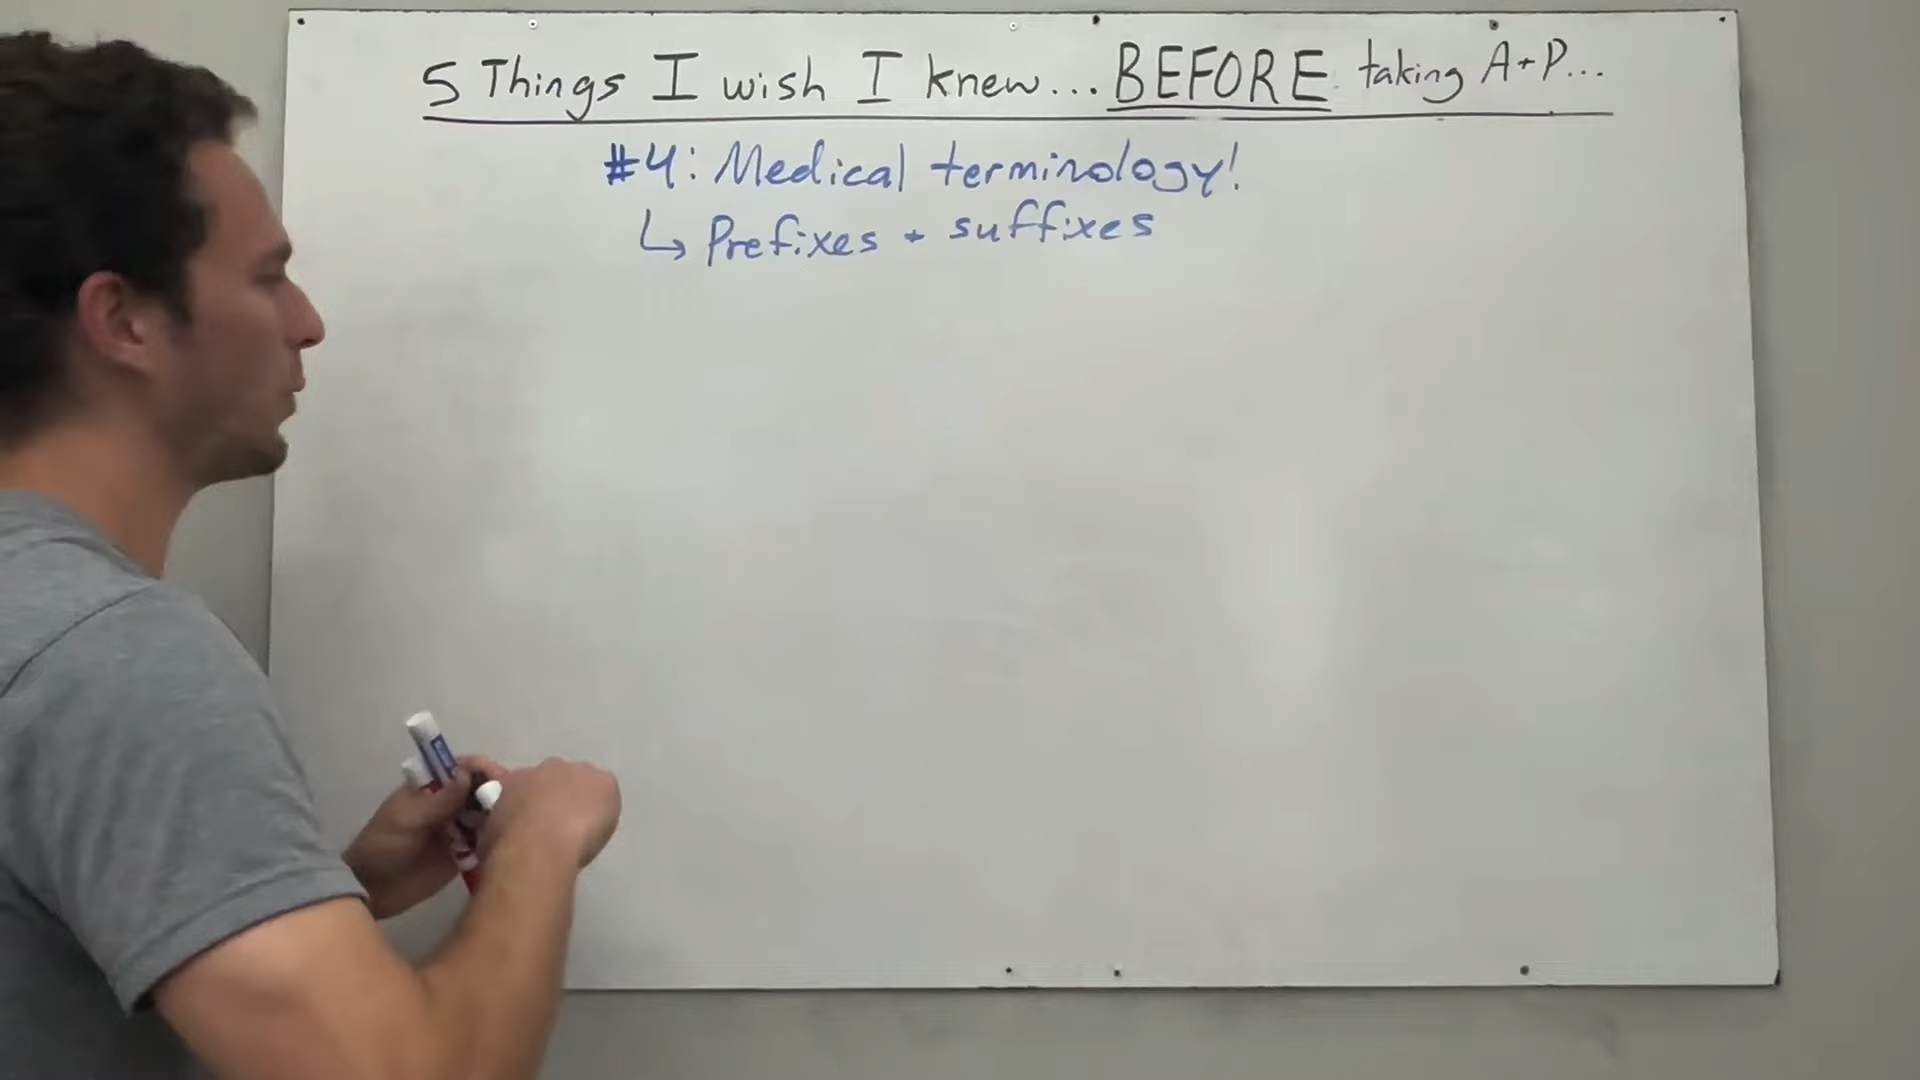 5 Things I wish I knew... BEFORE taking A+P...
#4: Medical terminology!
↳ Prefixes + suffixes